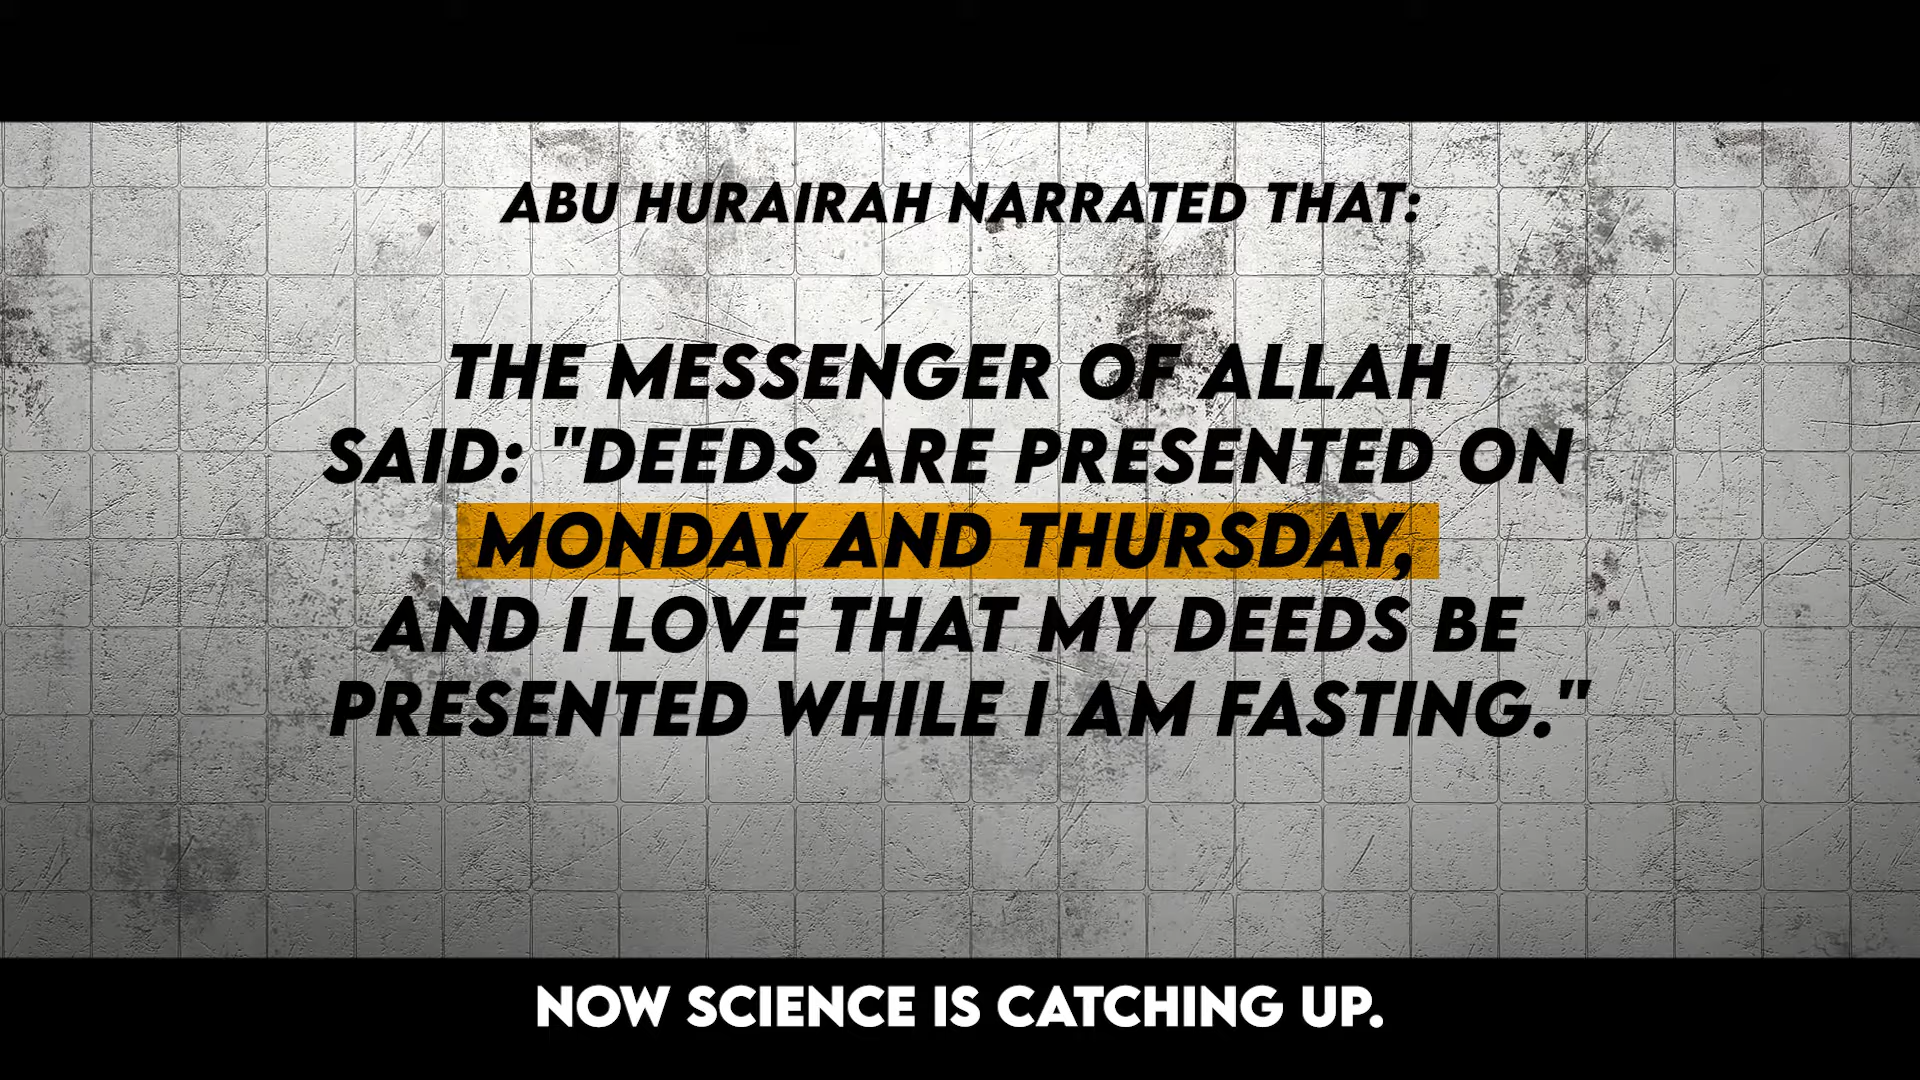 ABU HURAIRAH NARRATED THAT:
THE MESSENGER OF ALLAH
SAID: "DEEDS ARE PRESENTED ON
MONDAY AND THURSDAY,
AND I LOVE THAT MY DEEDS BE
PRESENTED WHILE I AM FASTING."
NOW SCIENCE IS CATCHING UP.